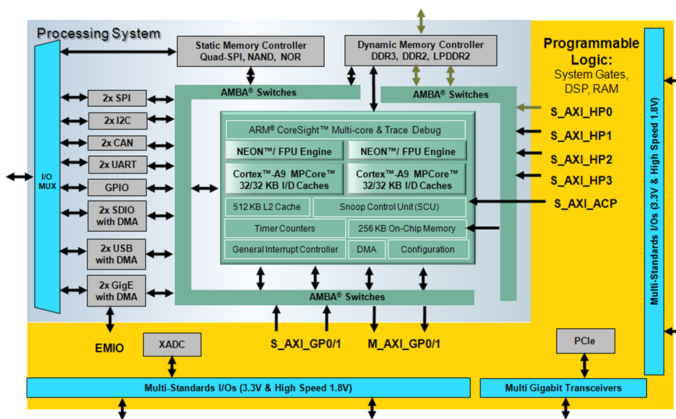 Processing System
Static Memory Controller
Quad-SPI, NAND, NOR
Dynamic Memory Controller
DDR3, DDR2, LPDDR2
Programmable
Logic:
System Gates,
DSP, RAM
AMBA® Switches
AMBA® Switches
2x SPI
2x I2C
2x CAN
2x UART
GPIO
2x SDIO
with DMA
2x USB
with DMA
2x GigE
with DMA
I/O
MUX
ARM® CoreSight™ Multi-core & Trace Debug
NEON™/ FPU Engine
NEON™/ FPU Engine
Cortex™-A9 MPCore™
32/32 KB I/D Caches
Cortex™-A9 MPCore™
32/32 KB I/D Caches
512 KB L2 Cache
Snoop Control Unit (SCU)
Timer Counters
256 KB On-Chip Memory
General Interrupt Controller
DMA
Configuration
AMBA® Switches
S_AXI_HP0
S_AXI_HP1
S_AXI_HP2
S_AXI_HP3
S_AXI_ACP
Multi-Standards I/Os (3.3V & High Speed 1.8V)
EMIO
XADC
S_AXI_GP0/1
M_AXI_GP0/1
PCIe
Multi-Standards I/Os (3.3V & High Speed 1.8V)
Multi Gigabit Transceivers